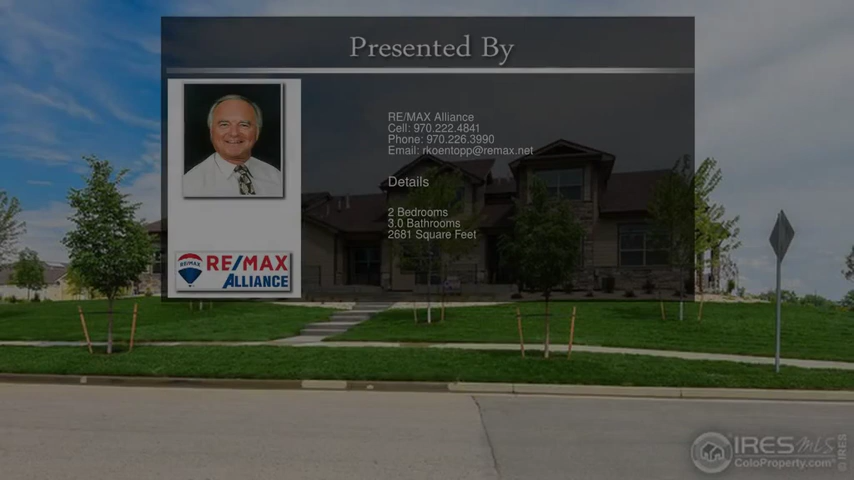 Presented By
RE/MAX Alliance
Cell: 970.222.4841
Phone: 970.226.3990
Email: rkoentopp@remax.net
Details
2 Bedrooms
3.0 Bathrooms
2681 Square Feet
RE/MAX
RE/MAX
ALLIANCE
IRES MLS
ColoProperty.com®
© IRES